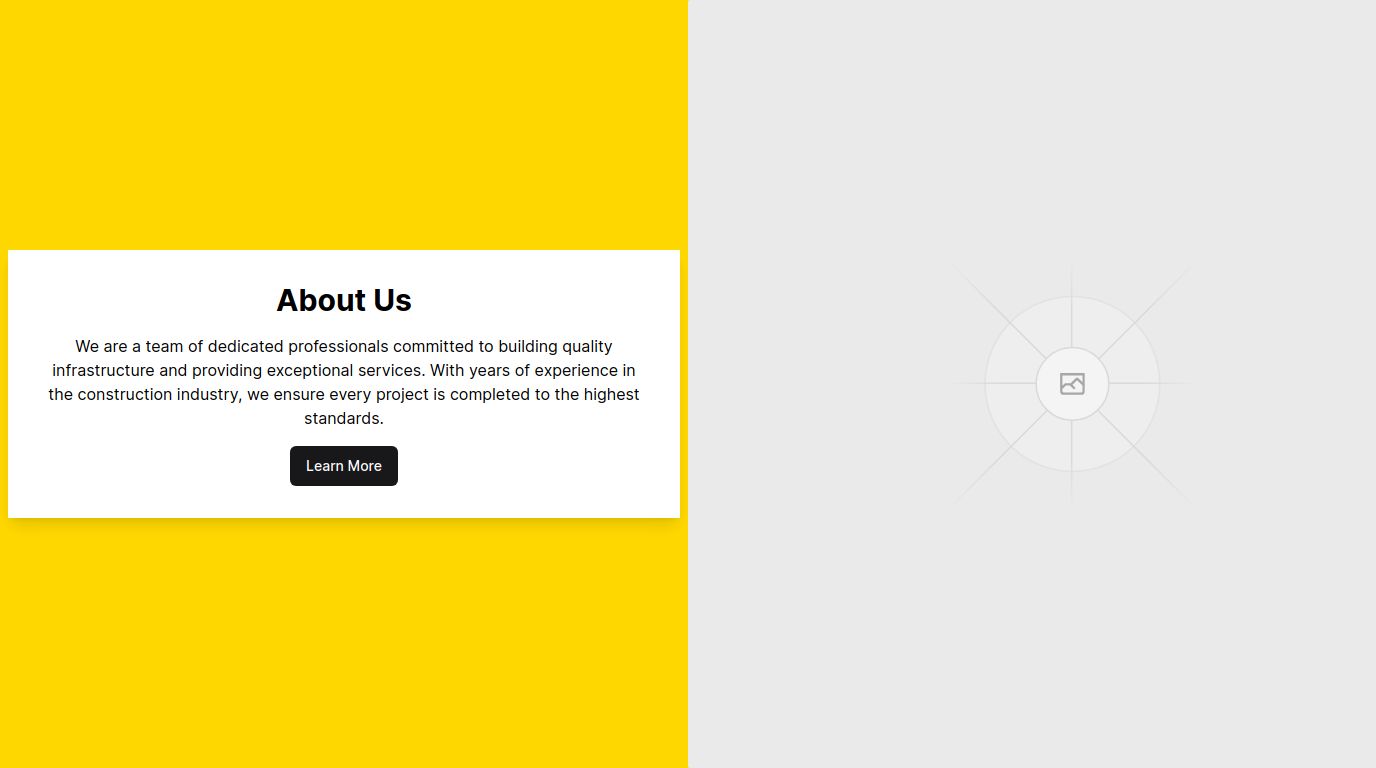 About Us
We are a team of dedicated professionals committed to building quality
infrastructure and providing exceptional services. With years of experience in
the construction industry, we ensure every project is completed to the highest
standards.
Learn More